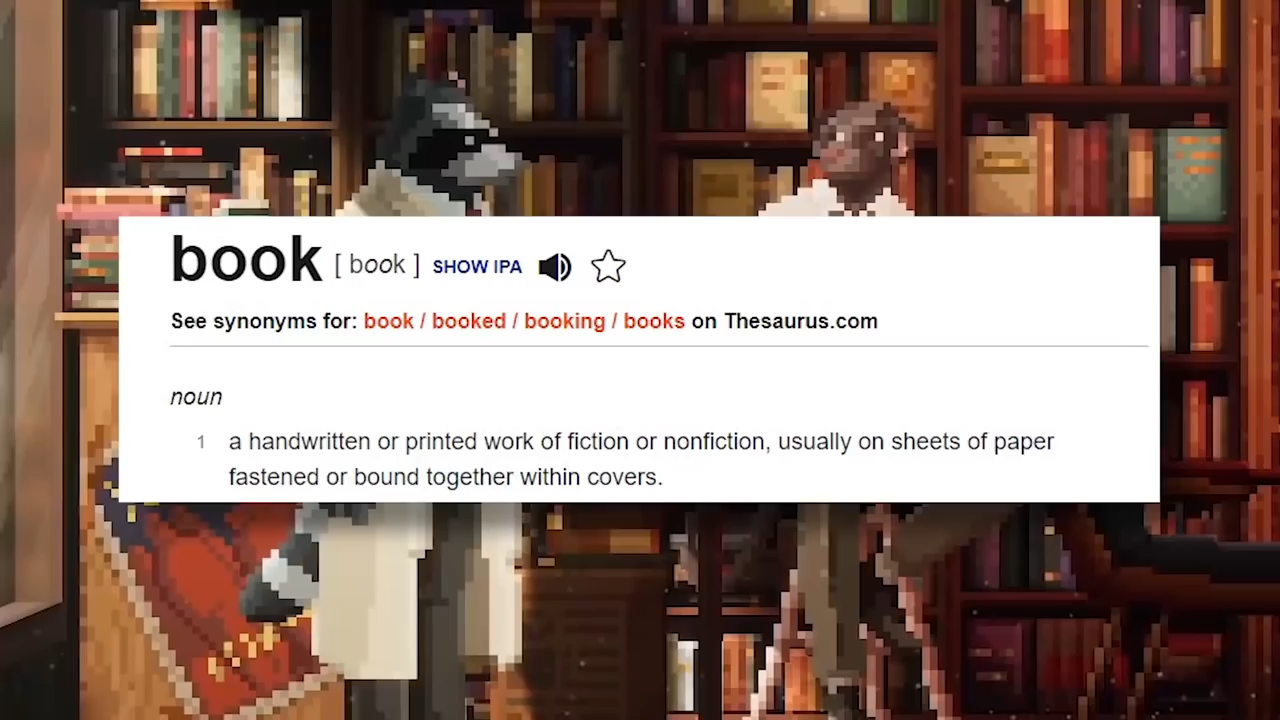 book [ book ] SHOW IPA
See synonyms for: book / booked / booking / books on Thesaurus.com
noun
1 a handwritten or printed work of fiction or nonfiction, usually on sheets of paper
fastened or bound together within covers.